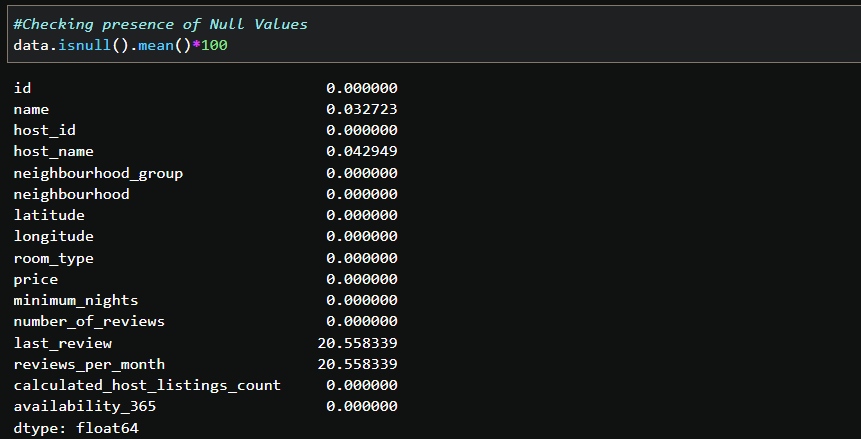 #Checking presence of Null Values
data.isnull().mean()*100
id 0.000000
name 0.032723
host_id 0.000000
host_name 0.042949
neighbourhood_group 0.000000
neighbourhood 0.000000
latitude 0.000000
longitude 0.000000
room_type 0.000000
price 0.000000
minimum_nights 0.000000
number_of_reviews 0.000000
last_review 20.558339
reviews_per_month 20.558339
calculated_host_listings_count 0.000000
availability_365 0.000000
dtype: float64